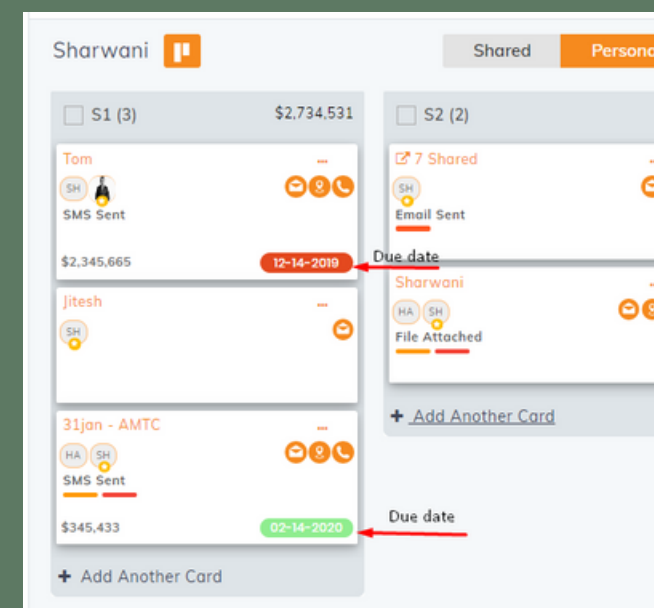 Sharwani
Shared
Persona
S1 (3)
$2,734,531
Tom
SH
SMS Sent
$2,345,665
12-14-2019
Due date
Jitesh
SH
31jan - AMTC
HA SH
SMS Sent
$345,433
02-14-2020
Due date
+ Add Another Card
S2 (2)
7 Shared
SH
Email Sent
Sharwani
HA SH
File Attached
+ Add Another Card